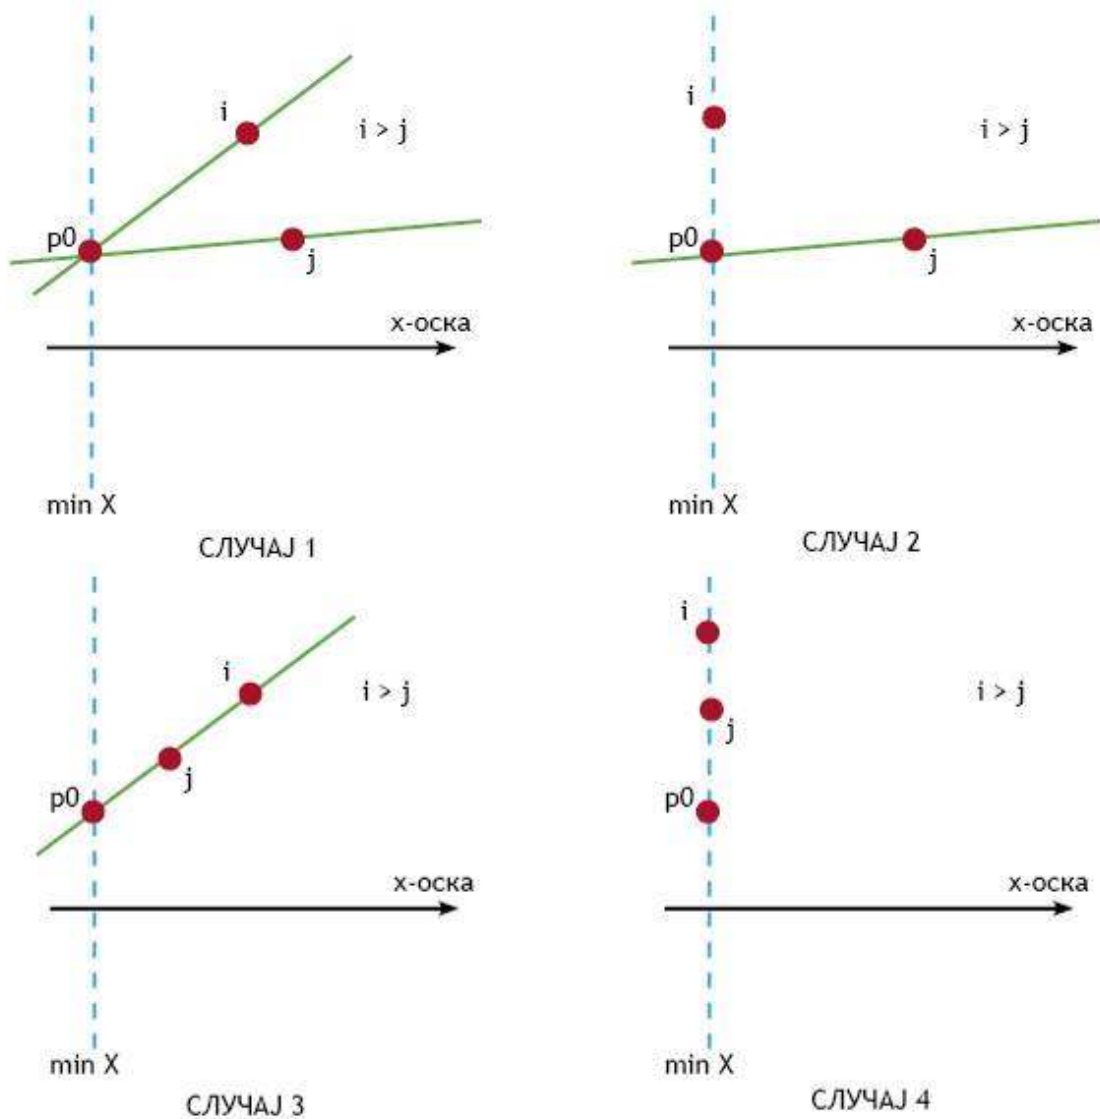 i
i > j
p0
j
x-оска
min X
СЛУЧАЈ 1
i
i > j
p0
j
x-оска
min X
СЛУЧАЈ 2
i
i > j
j
p0
x-оска
min X
СЛУЧАЈ 3
i
i > j
j
p0
x-оска
min X
СЛУЧАЈ 4